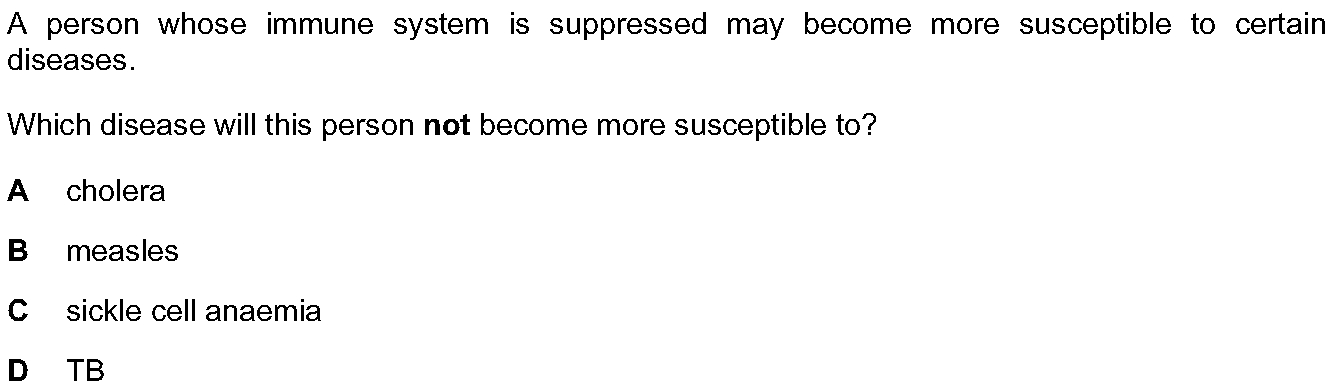 A person whose immune system is suppressed may become more susceptible to certain
diseases.
Which disease will this person not become more susceptible to?
A cholera
B measles
C sickle cell anaemia
D TB